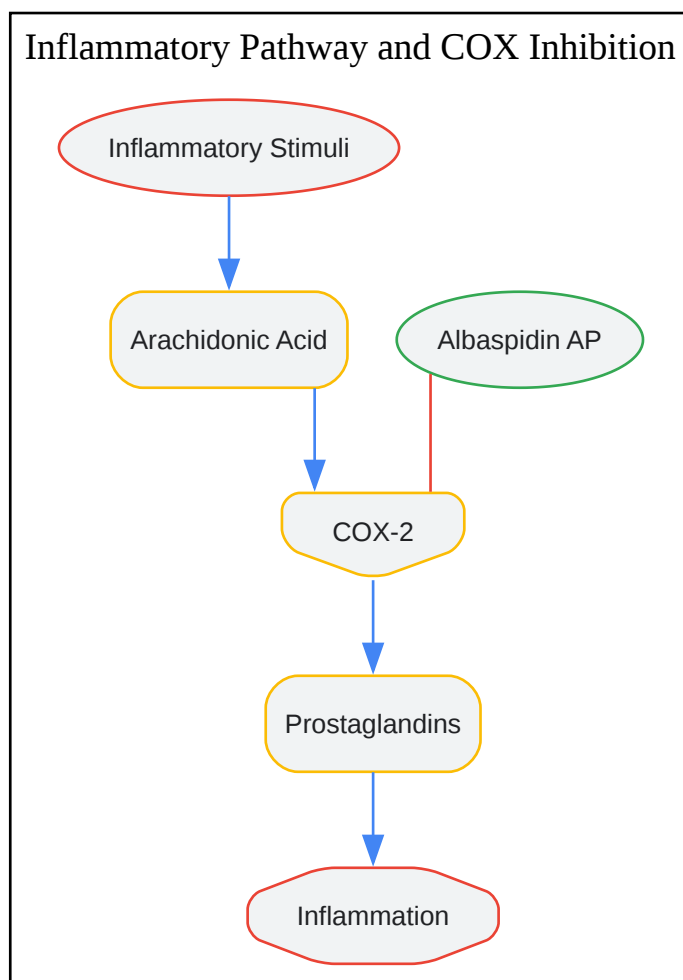 Inflammatory Pathway and COX Inhibition
Inflammatory Stimuli
Arachidonic Acid
Albaspidin AP
COX-2
Prostaglandins
Inflammation